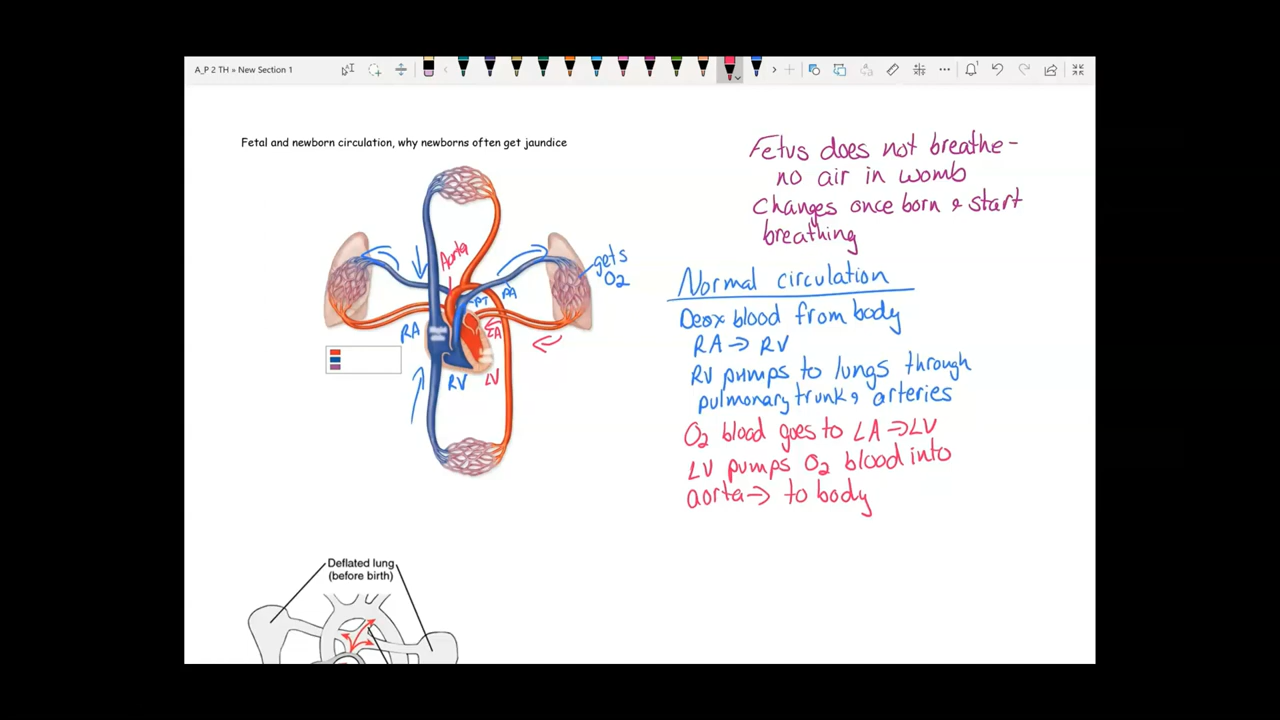 A_P 2 TH » New Section 1
Fetal and newborn circulation, why newborns often get jaundice
Fetus does not breathe -
no air in womb
Changes once born & start
breathing
Aorta
gets
O2
PA
PT
RA
LA
RV
LV
Normal circulation
Deox blood from body
RA → RV
RV pumps to lungs through
pulmonary trunk & arteries
O2 blood goes to LA → LV
LV pumps O2 blood into
aorta → to body
Deflated lung
(before birth)